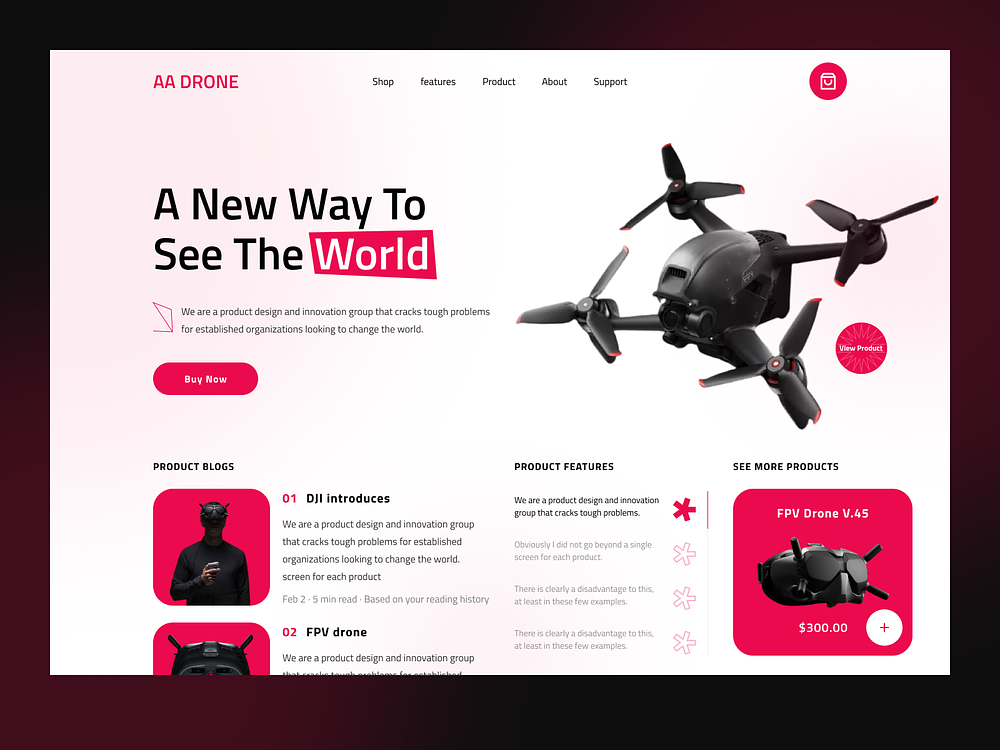 AA DRONE
Shop features Product About Support
A New Way To
See The World
We are a product design and innovation group that cracks tough problems
for established organizations looking to change the world.
Buy Now
FPV
View Product
PRODUCT BLOGS
01 DJI introduces
We are a product design and innovation group
that cracks tough problems for established
organizations looking to change the world.
screen for each product
Feb 2 · 5 min read · Based on your reading history
02 FPV drone
We are a product design and innovation group
that cracks tough problems for established
PRODUCT FEATURES
We are a product design and innovation
group that cracks tough problems.
Obviously I did not go beyond a single
screen for each product.
There is clearly a disadvantage to this,
at least in these few examples.
There is clearly a disadvantage to this,
at least in these few examples.
SEE MORE PRODUCTS
FPV Drone V.45
$300.00 +